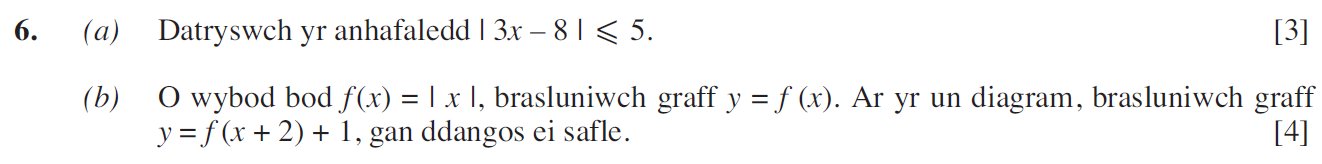 6. (a) Datryswch yr anhafaledd | 3x – 8 | ⩽ 5. [3]
(b) O wybod bod f(x) = | x |, brasluniwch graff y = f (x). Ar yr un diagram, brasluniwch graff
y = f (x + 2) + 1, gan ddangos ei safle. [4]